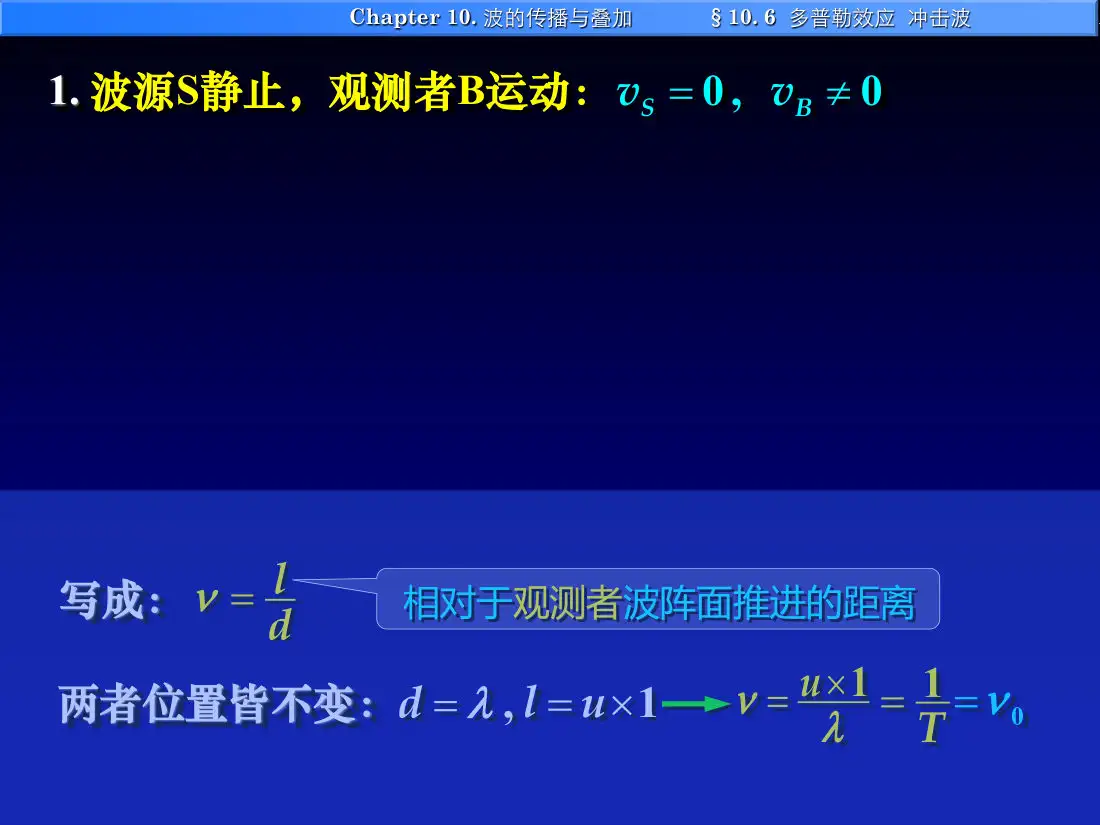 Chapter 10. 波的传播与叠加 § 10. 6 多普勒效应 冲击波
1. 波源S静止，观测者B运动：v_S = 0 , v_B ≠ 0
写成：ν = l/d 相对于观测者波阵面推进的距离
两者位置皆不变：d = λ , l = u×1 → ν = u×1/λ = 1/T = ν_0